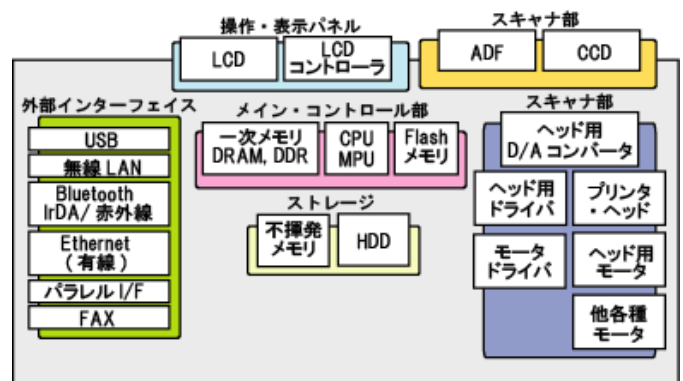 操作・表示パネル
LCD
LCD
コントローラ
スキャナ部
ADF
CCD
外部インターフェイス
USB
無線 LAN
Bluetooth
IrDA/ 赤外線
Ethernet
( 有線 )
パラレル I/F
FAX
メイン・コントロール部
一次メモリ
DRAM, DDR
CPU
MPU
Flash
メモリ
ストレージ
不揮発
メモリ
HDD
スキャナ部
ヘッド用
D/A コンバータ
ヘッド用
ドライバ
プリンタ
・ヘッド
モータ
ドライバ
ヘッド用
モータ
他各種
モータ